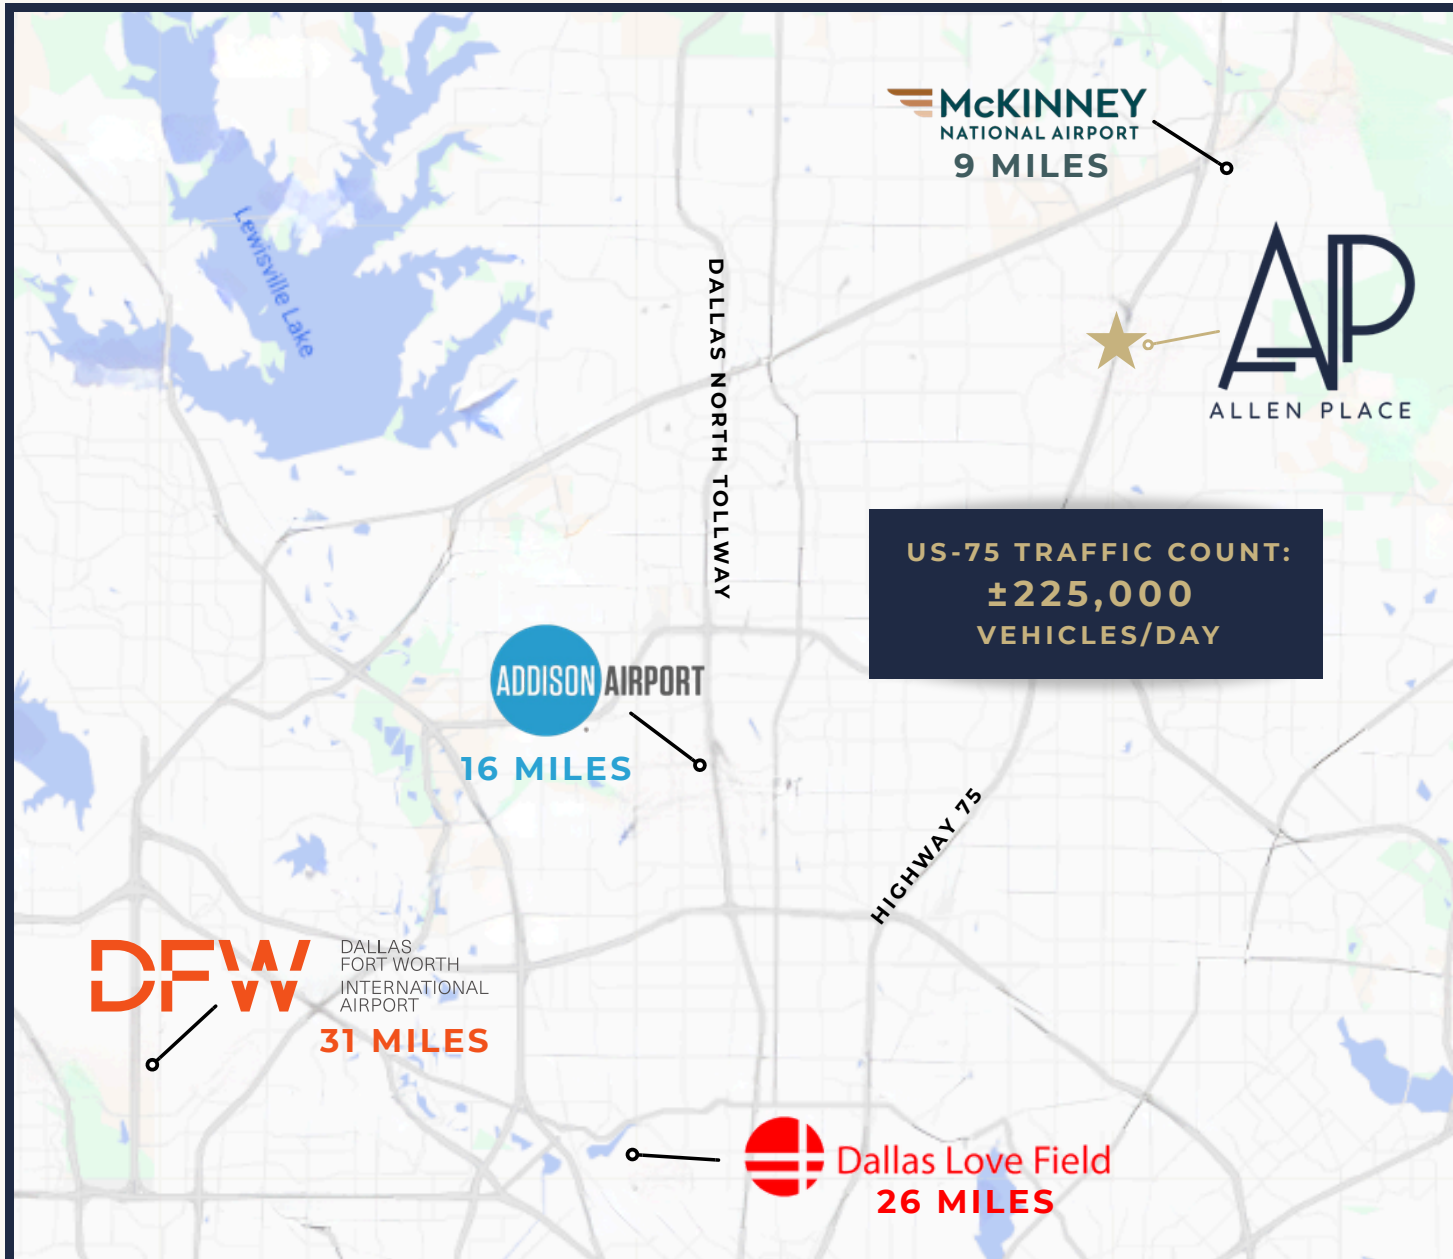 McKINNEY
NATIONAL AIRPORT
9 MILES
Lewisville Lake
DALLAS NORTH TOLLWAY
AP
ALLEN PLACE
US-75 TRAFFIC COUNT:
±225,000
VEHICLES/DAY
ADDISON AIRPORT
16 MILES
HIGHWAY 75
DFW
DALLAS
FORT WORTH
INTERNATIONAL
AIRPORT
31 MILES
Dallas Love Field
26 MILES